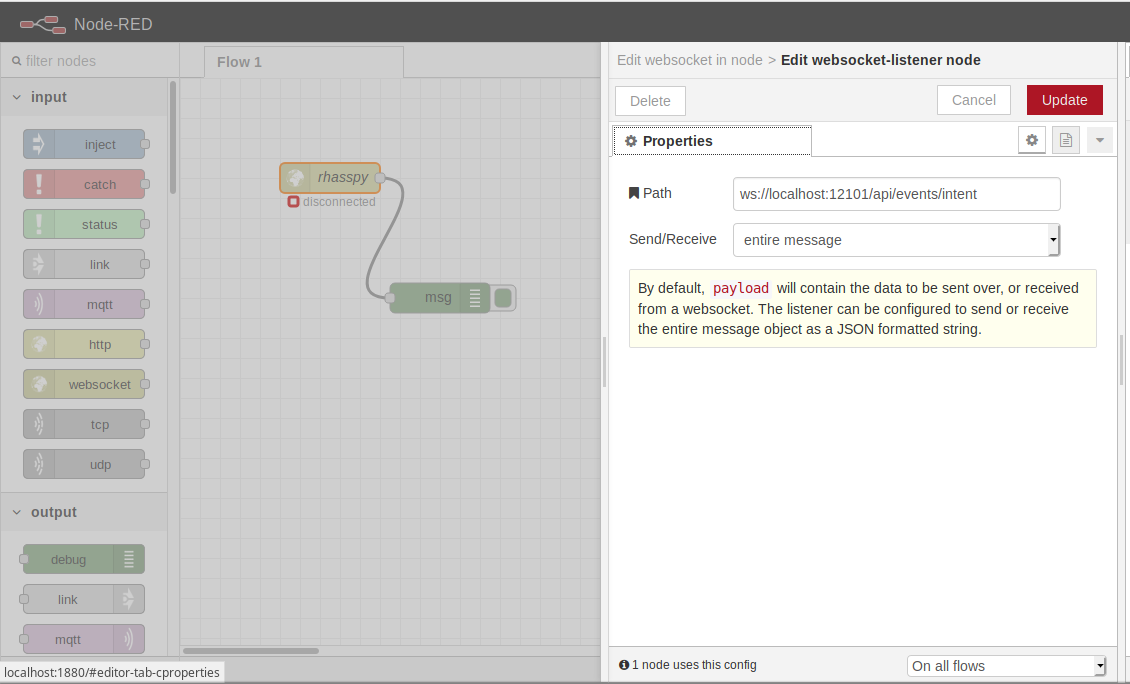 Node-RED
filter nodes
Flow 1
input
inject
catch
status
link
mqtt
http
websocket
tcp
udp
output
debug
link
mqtt
rhasspy
disconnected
msg
localhost:1880/#editor-tab-cproperties
Edit websocket in node > Edit websocket-listener node
Delete
Cancel
Update
Properties
Path
ws://localhost:12101/api/events/intent
Send/Receive
entire message
By default, payload will contain the data to be sent over, or received
from a websocket. The listener can be configured to send or receive
the entire message object as a JSON formatted string.
1 node uses this config
On all flows